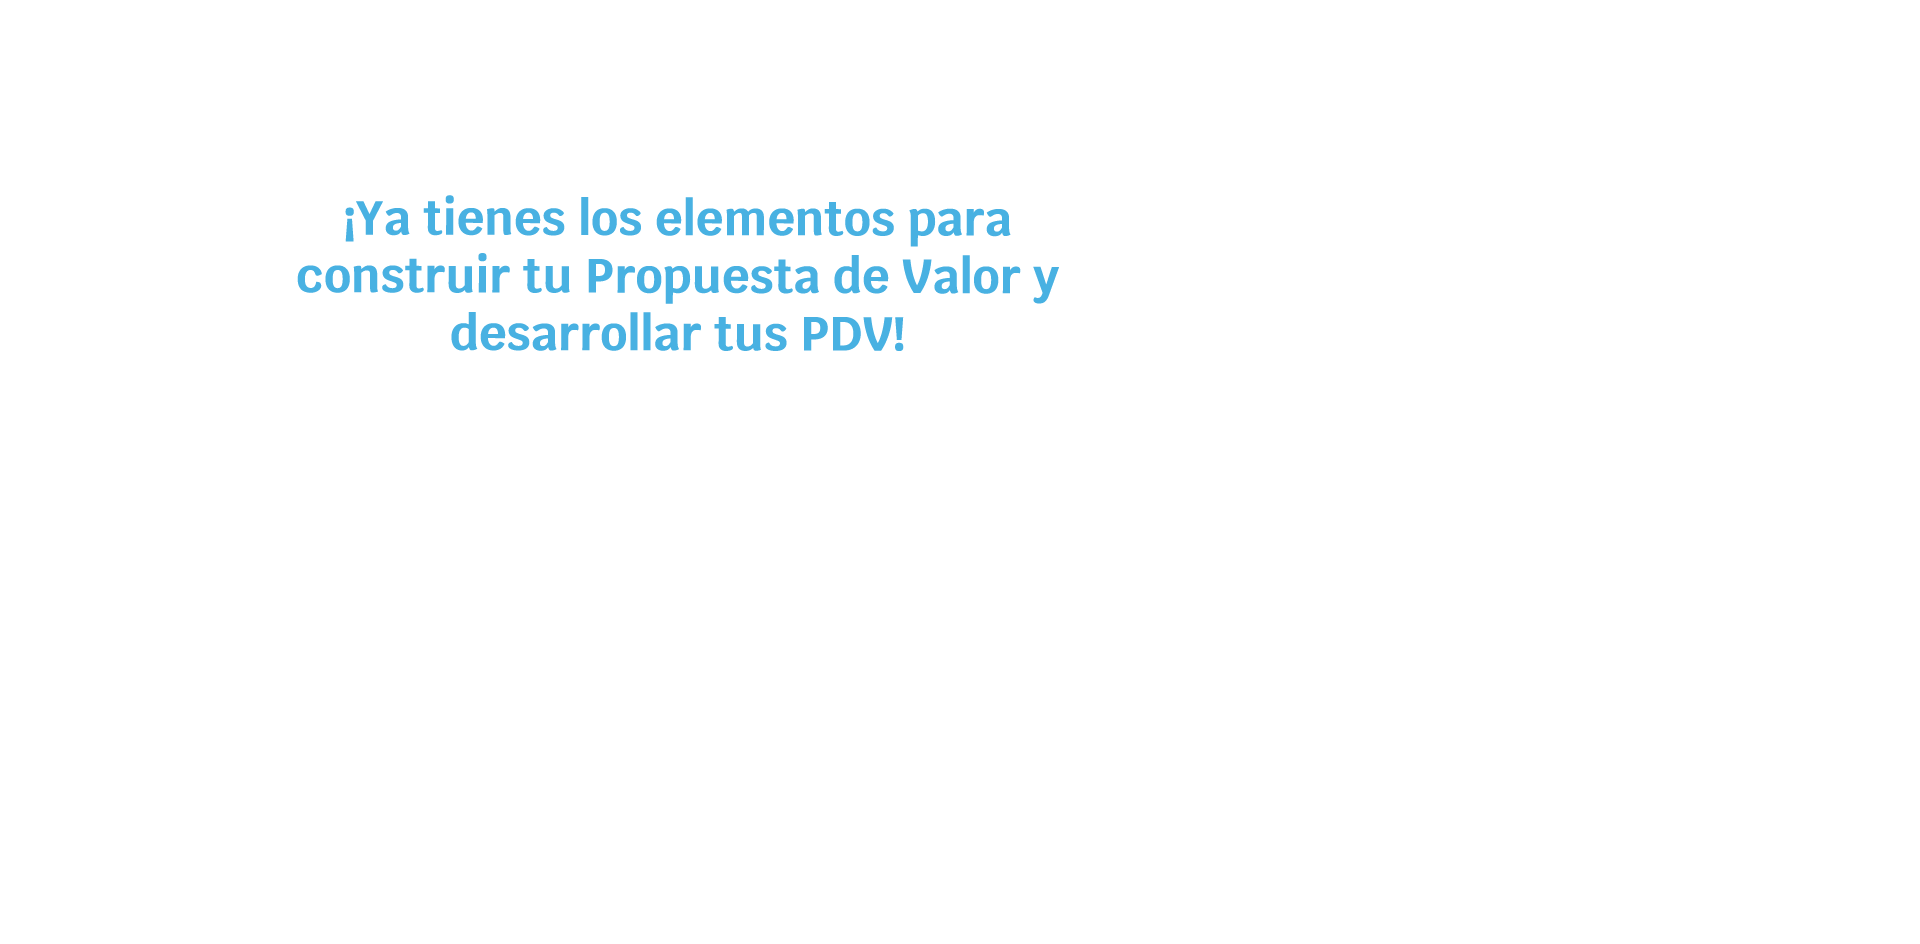 ¡Ya tienes los elementos para
construir tu Propuesta de Valor y
desarrollar tus PDV!